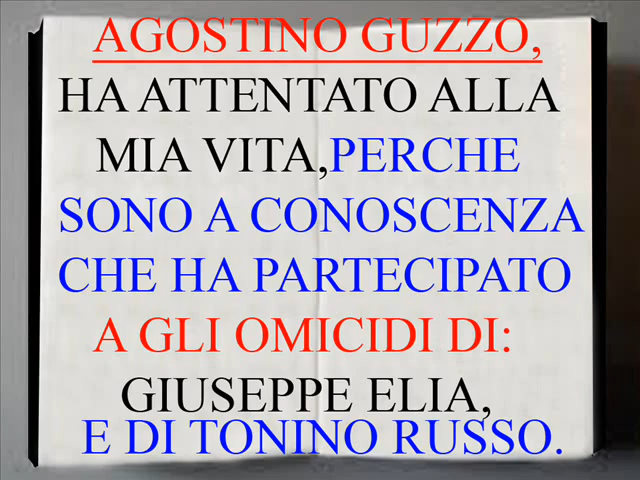 AGOSTINO GUZZO,
HA ATTENTATO ALLA
MIA VITA,PERCHE
SONO A CONOSCENZA
CHE HA PARTECIPATO
A GLI OMICIDI DI:
GIUSEPPE ELIA,
E DI TONINO RUSSO.